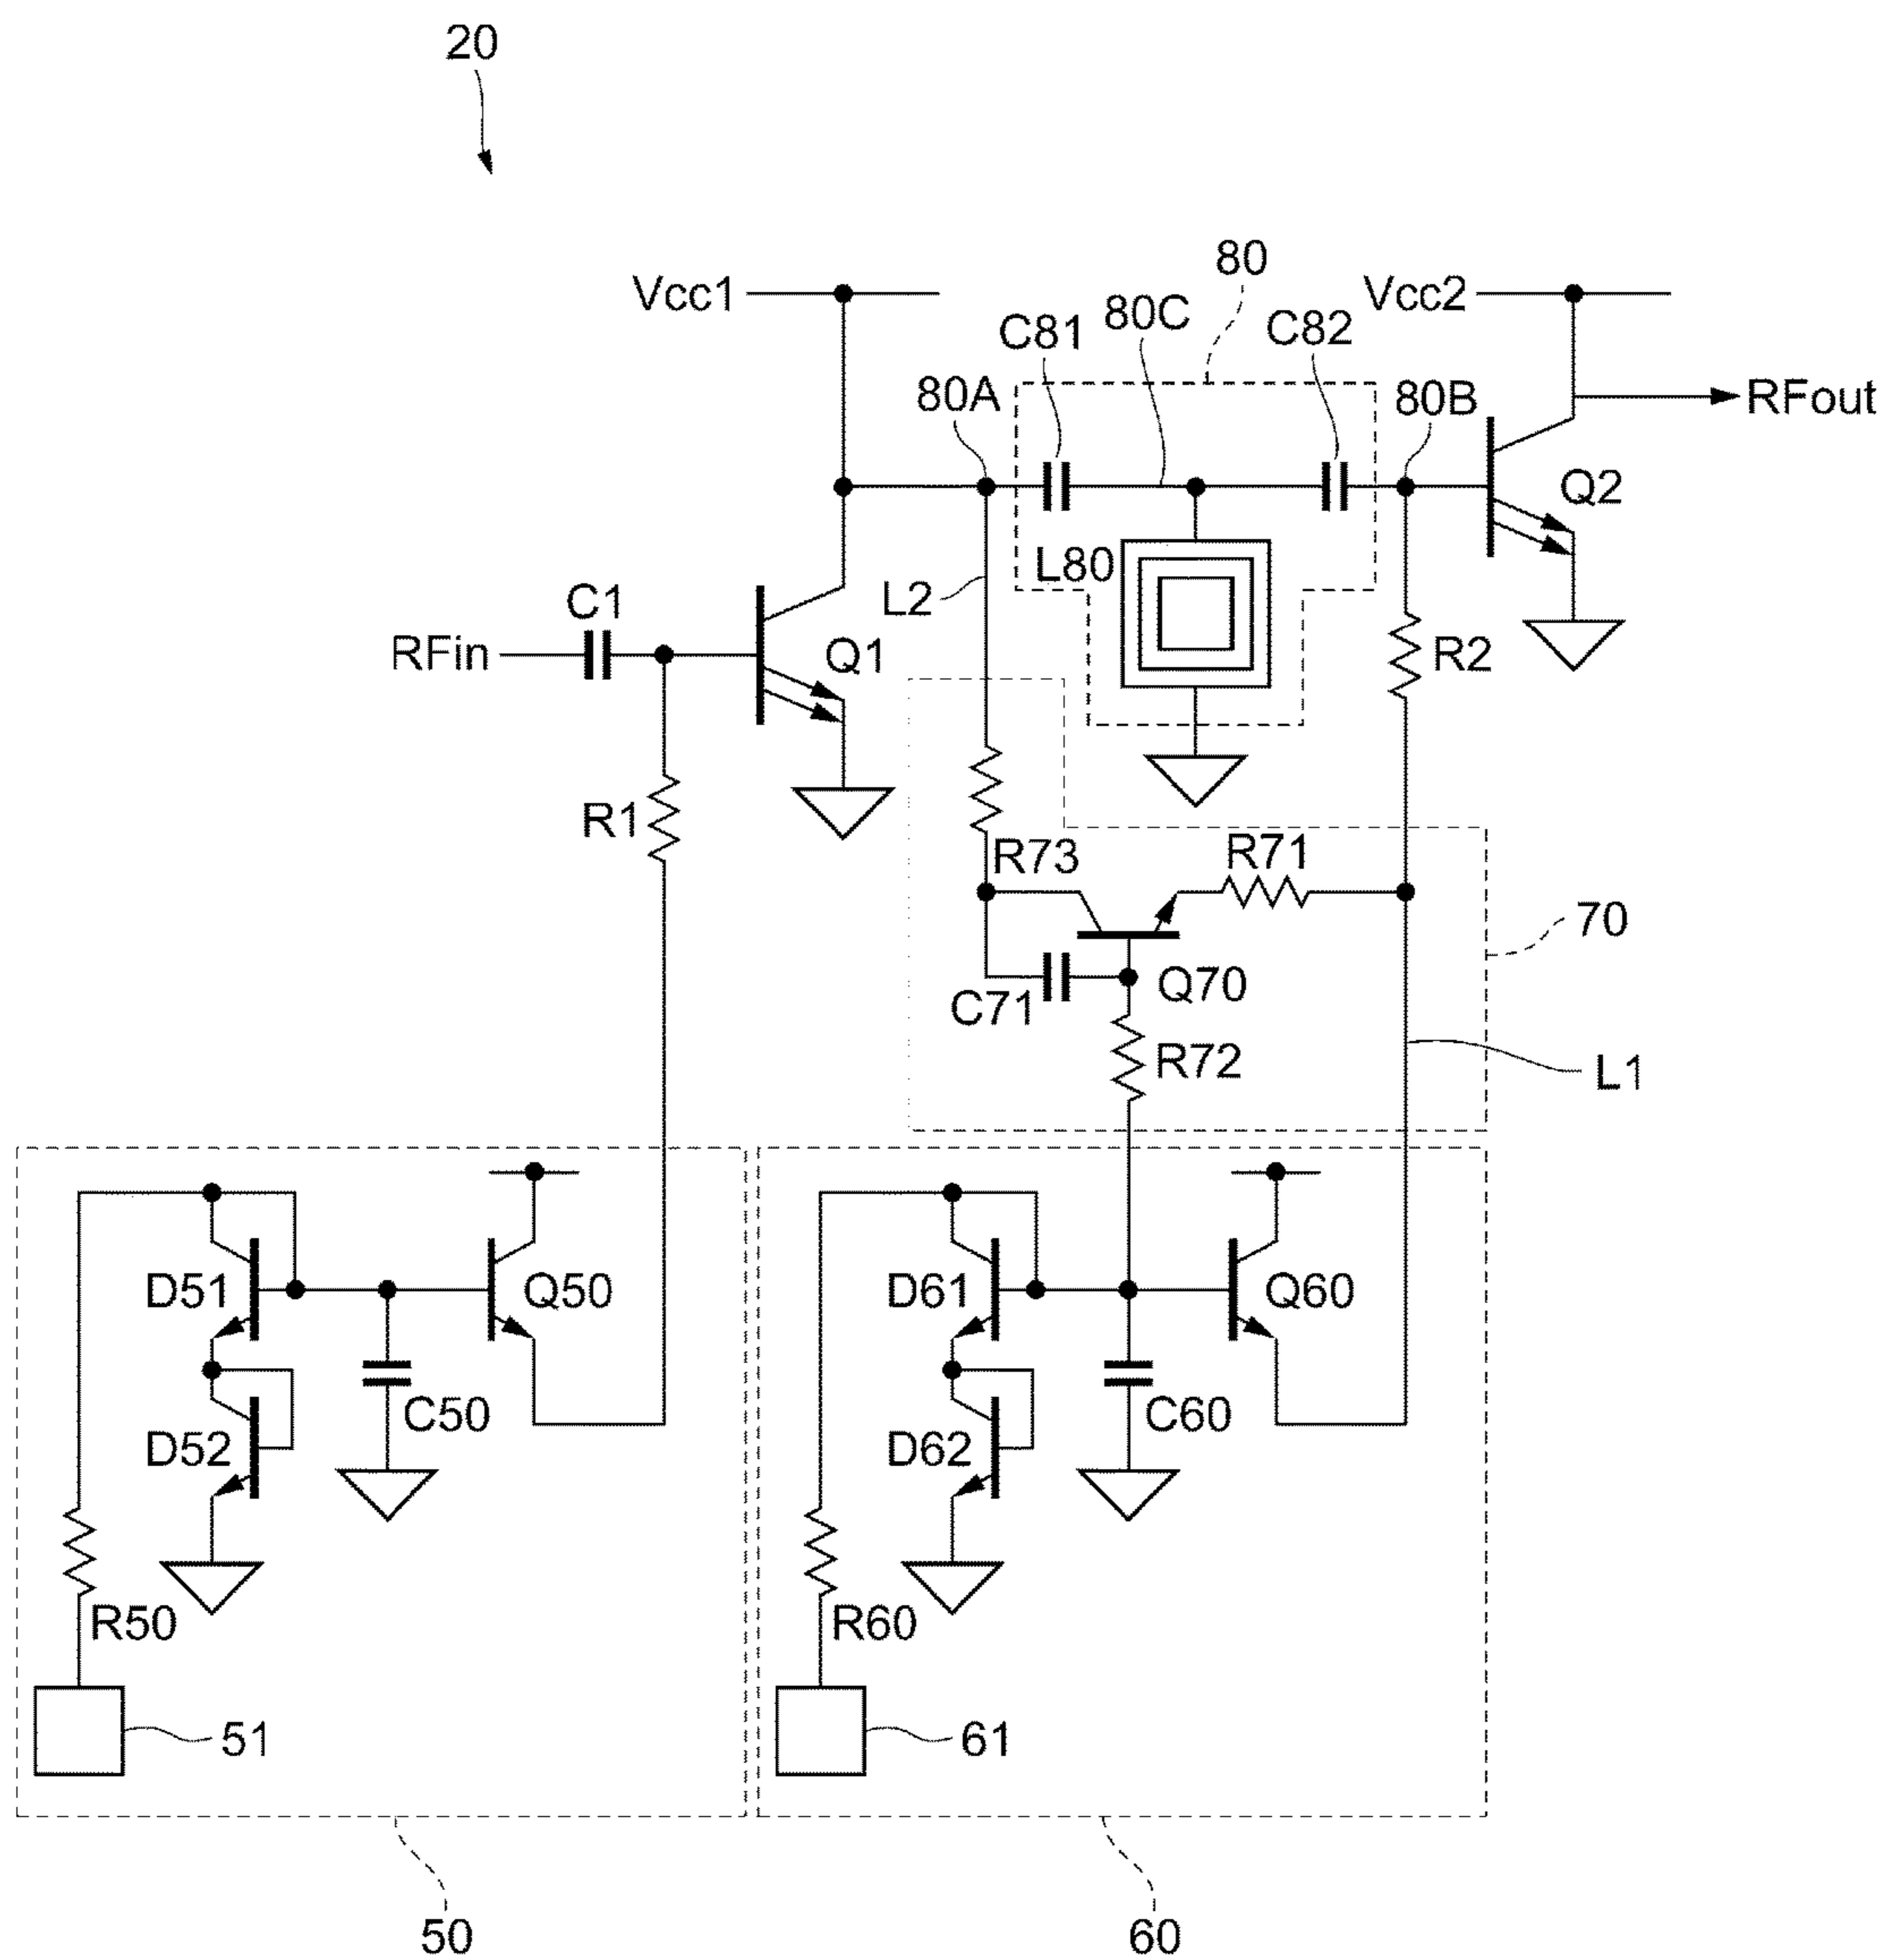 20
80
Vcc1
80C
Vcc2
C81
C82
80A
80B
RFout
Q2
L80
L2
C1
RFin
Q1
R2
R1
R73
R71
70
Q70
C71
R72
L1
D51
Q50
D61
Q60
C50
C60
D52
D62
R50
R60
51
61
50
60